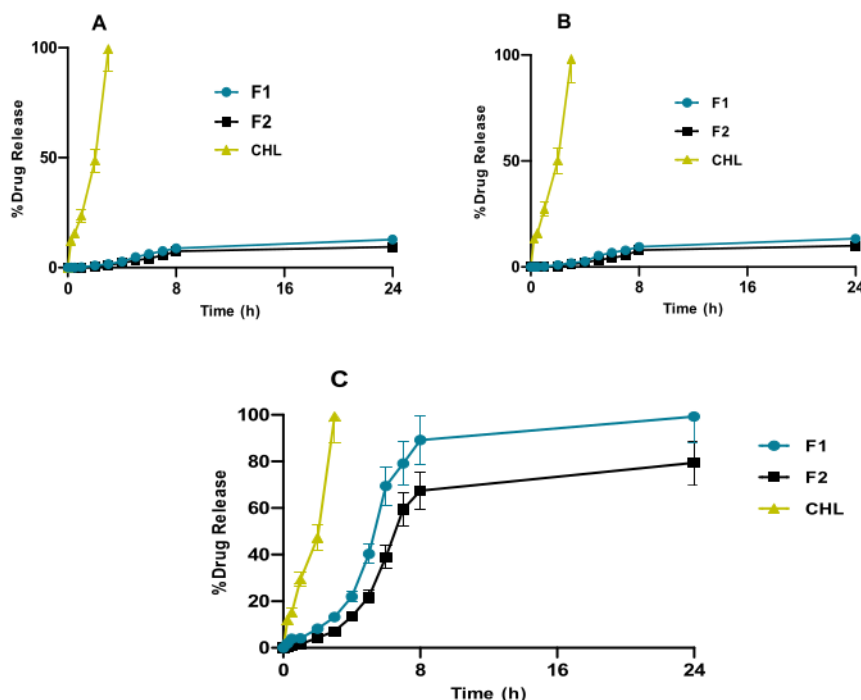 A
100
50
0
%Drug Release
0
8
16
24
Time (h)
F1
F2
CHL
B
100
50
0
%Drug Release
0
8
16
24
Time (h)
F1
F2
CHL
C
100
80
60
40
20
0
%Drug Release
0
8
16
24
Time (h)
F1
F2
CHL